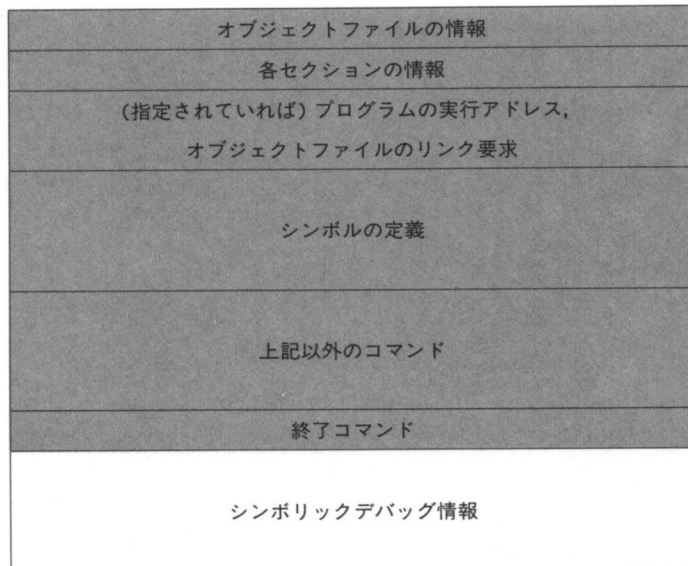 オブジェクトファイルの情報
各セクションの情報
(指定されていれば) プログラムの実行アドレス,
オブジェクトファイルのリンク要求
シンボルの定義
上記以外のコマンド
終了コマンド
シンボリックデバッグ情報